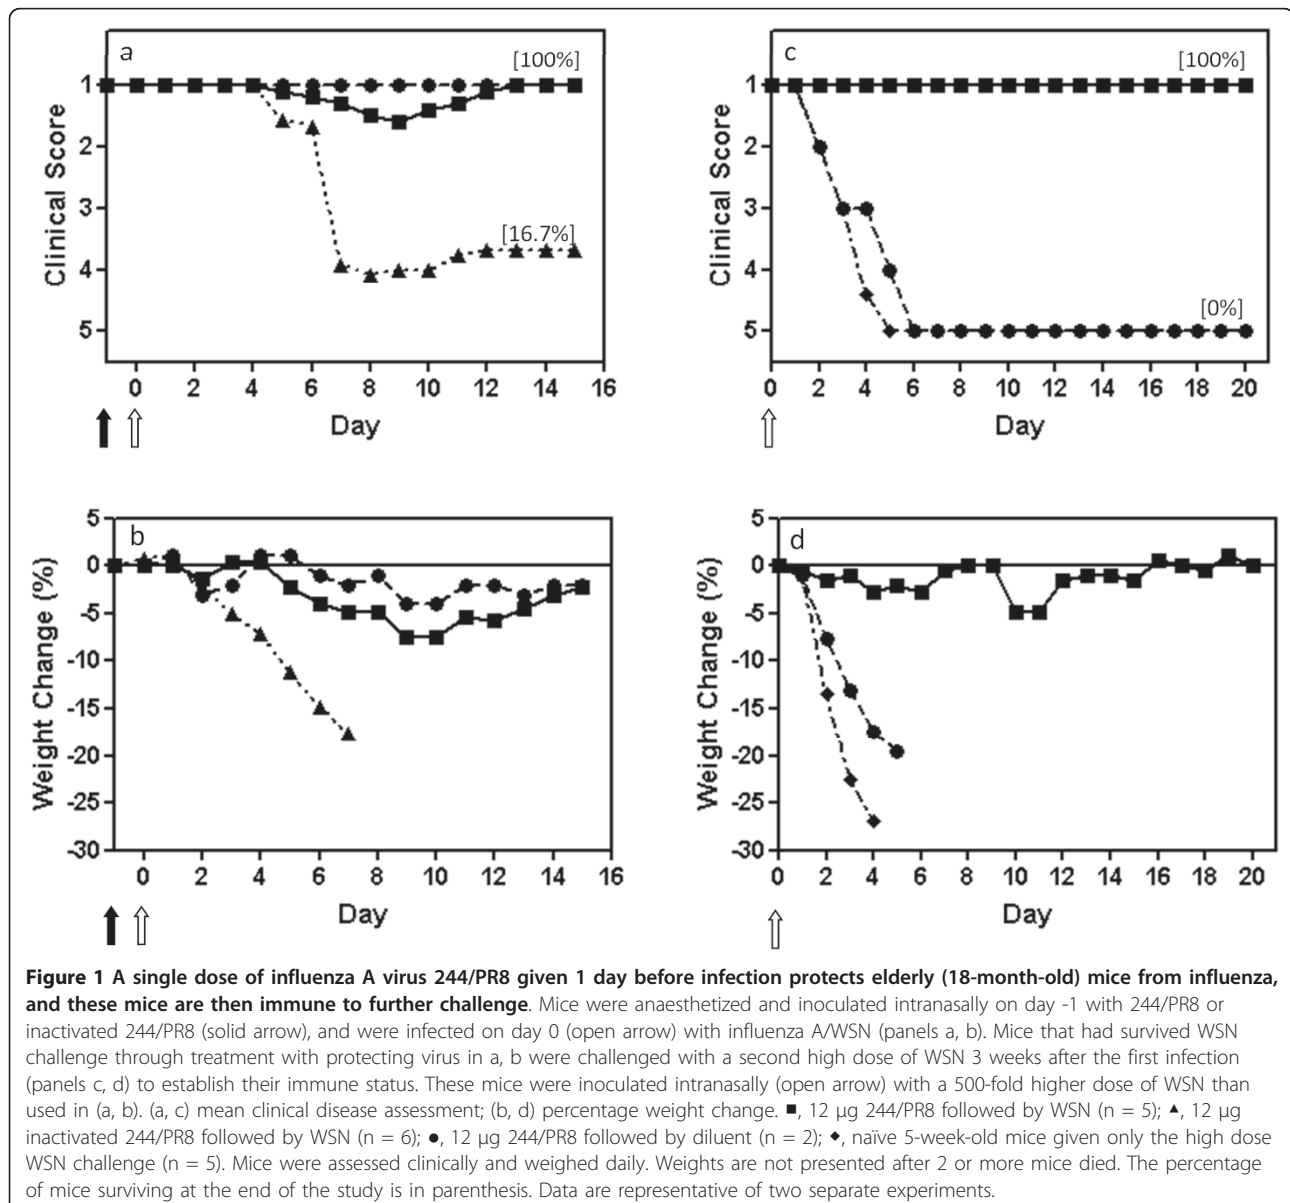 a
[100%]
1
2
3
4
5
Clinical Score
[16.7%]
0 2 4 6 8 10 12 14 16
Day
c
[100%]
1
2
3
4
5
Clinical Score
[0%]
0 2 4 6 8 10 12 14 16 18 20
Day
b
5
0
-5
-10
-15
-20
-25
-30
Weight Change (%)
0 2 4 6 8 10 12 14 16
Day
d
5
0
-5
-10
-15
-20
-25
-30
Weight Change (%)
0 2 4 6 8 10 12 14 16 18 20
Day
Figure 1 A single dose of influenza A virus 244/PR8 given 1 day before infection protects elderly (18-month-old) mice from influenza,
and these mice are then immune to further challenge. Mice were anaesthetized and inoculated intranasally on day -1 with 244/PR8 or
inactivated 244/PR8 (solid arrow), and were infected on day 0 (open arrow) with influenza A/WSN (panels a, b). Mice that had survived WSN
challenge through treatment with protecting virus in a, b were challenged with a second high dose of WSN 3 weeks after the first infection
(panels c, d) to establish their immune status. These mice were inoculated intranasally (open arrow) with a 500-fold higher dose of WSN than
used in (a, b). (a, c) mean clinical disease assessment; (b, d) percentage weight change. ■, 12 μg 244/PR8 followed by WSN (n = 5); ▲, 12 μg
inactivated 244/PR8 followed by WSN (n = 6); ●, 12 μg 244/PR8 followed by diluent (n = 2); ◆, naïve 5-week-old mice given only the high dose
WSN challenge (n = 5). Mice were assessed clinically and weighed daily. Weights are not presented after 2 or more mice died. The percentage
of mice surviving at the end of the study is in parenthesis. Data are representative of two separate experiments.